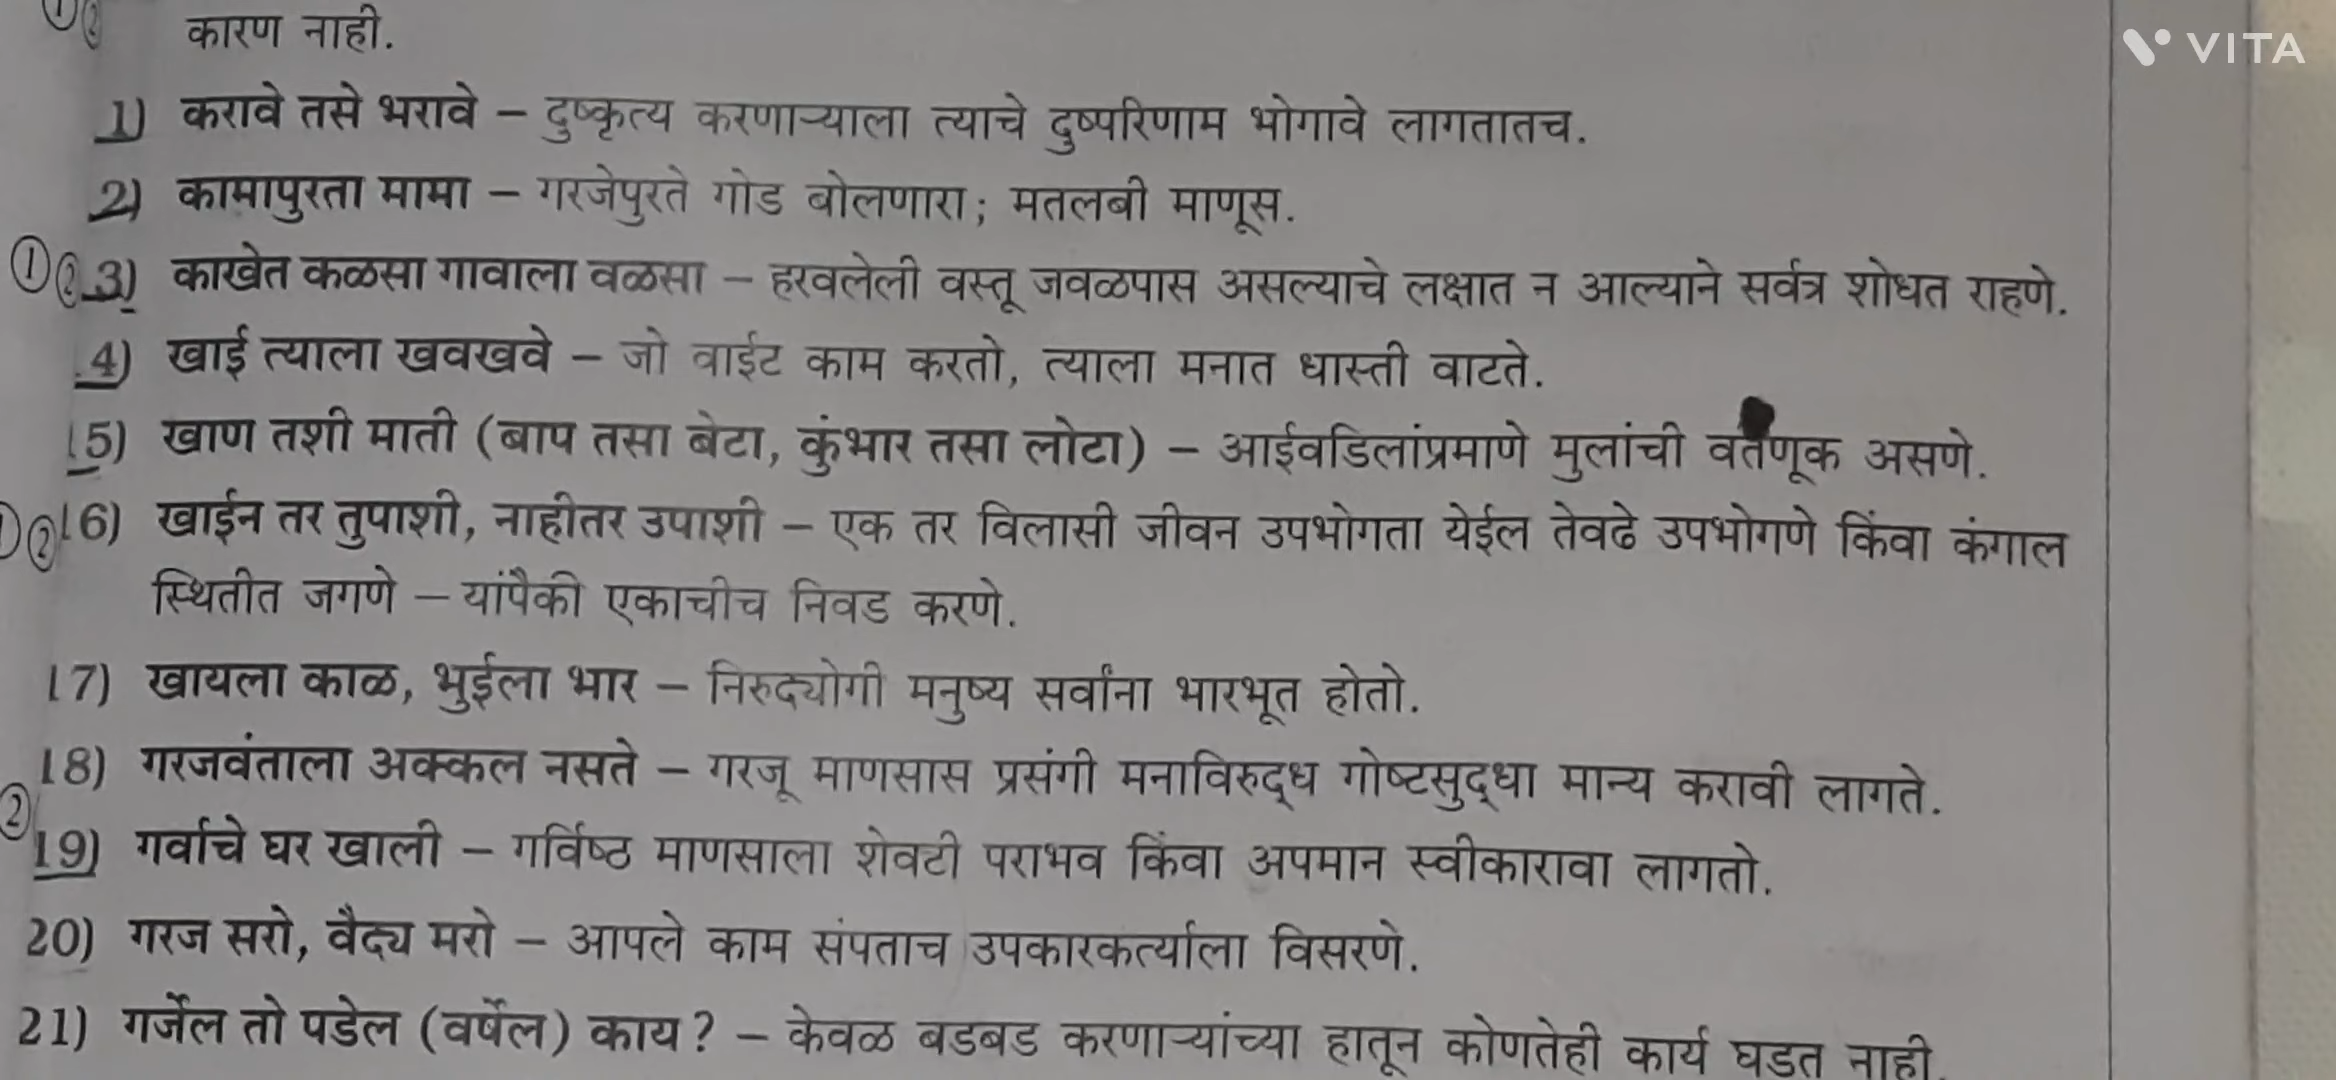 कारण नाही.
VITA
1) करावे तसे भरावे – दुष्कृत्य करणाऱ्याला त्याचे दुष्परिणाम भोगावे लागतातच.
2) कामापुरता मामा – गरजेपुरते गोड बोलणारा; मतलबी माणूस.
① ② 3) काखेत कळसा गावाला वळसा – हरवलेली वस्तू जवळपास असल्याचे लक्षात न आल्याने सर्वत्र शोधत राहणे.
4) खाई त्याला खवखवे – जो वाईट काम करतो, त्याला मनात धास्ती वाटते.
15) खाण तशी माती (बाप तसा बेटा, कुंभार तसा लोटा) – आईवडिलांप्रमाणे मुलांची वर्तणूक असणे.
① ② 16) खाईन तर तुपाशी, नाहीतर उपाशी – एक तर विलासी जीवन उपभोगता येईल तेवढे उपभोगणे किंवा कंगाल
स्थितीत जगणे – यांपैकी एकाचीच निवड करणे.
17) खायला काळ, भुईला भार – निरुद्योगी मनुष्य सर्वांना भारभूत होतो.
18) गरजवंताला अक्कल नसते – गरजू माणसास प्रसंगी मनाविरुद्ध गोष्टसुद्धा मान्य करावी लागते.
② 19) गर्वाचे घर खाली – गर्विष्ठ माणसाला शेवटी पराभव किंवा अपमान स्वीकारावा लागतो.
20) गरज सरो, वैद्य मरो – आपले काम संपताच उपकारकर्त्याला विसरणे.
21) गर्जेल तो पडेल (वर्षेल) काय? – केवळ बडबड करणाऱ्यांच्या हातून कोणतेही कार्य घडत नाही.